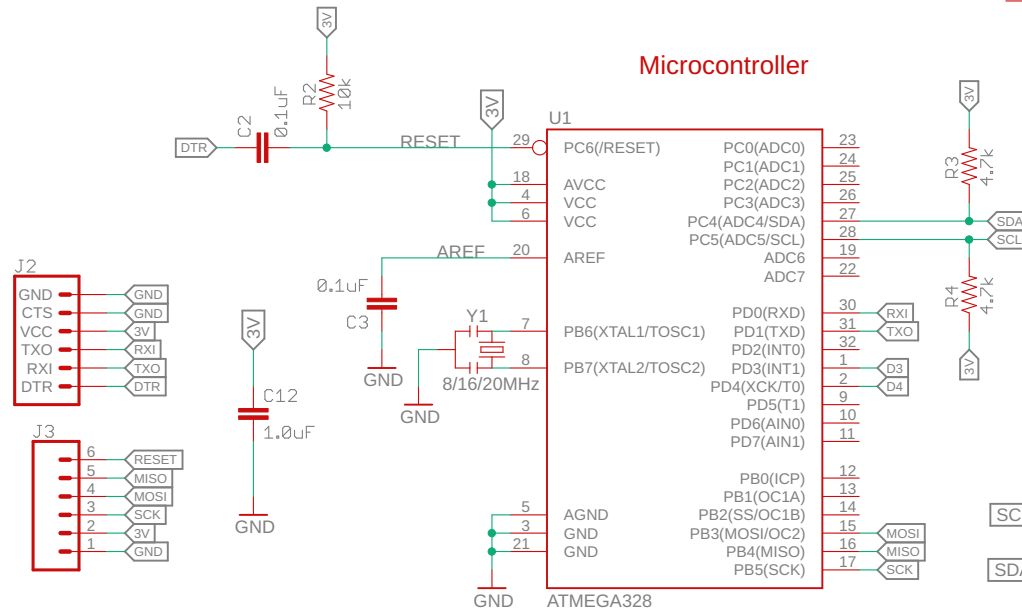 Microcontroller
3V
R2
10k
C2
0.1uF
DTR
RESET
3V
U1
29 PC6(/RESET)
18 AVCC
4 VCC
6 VCC
AREF 20 AREF
0.1uF
C3
GND
Y1
7 PB6(XTAL1/TOSC1)
8 PB7(XTAL2/TOSC2)
8/16/20MHz
GND
5 AGND
3 GND
21 GND
GND
ATMEGA328
PC0(ADC0) 23
PC1(ADC1) 24
PC2(ADC2) 25
PC3(ADC3) 26
PC4(ADC4/SDA) 27
PC5(ADC5/SCL) 28
ADC6 19
ADC7 22
PD0(RXD) 30 RXI
PD1(TXD) 31 TXO
PD2(INT0) 32
PD3(INT1) 1 D3
PD4(XCK/T0) 2 D4
PD5(T1) 9
PD6(AIN0) 10
PD7(AIN1) 11
PB0(ICP) 12
PB1(OC1A) 13
PB2(SS/OC1B) 14
PB3(MOSI/OC2) 15 MOSI
PB4(MISO) 16 MISO
PB5(SCK) 17 SCK
3V
R3
4.7k
SDA
SCL
R4
4.7k
3V
J2
GND GND
CTS GND
VCC 3V
TXO RXI
RXI TXO
DTR DTR
J3
6 RESET
5 MISO
4 MOSI
3 SCK
2 3V
1 GND
3V
C12
1.0uF
GND
SC
SDA